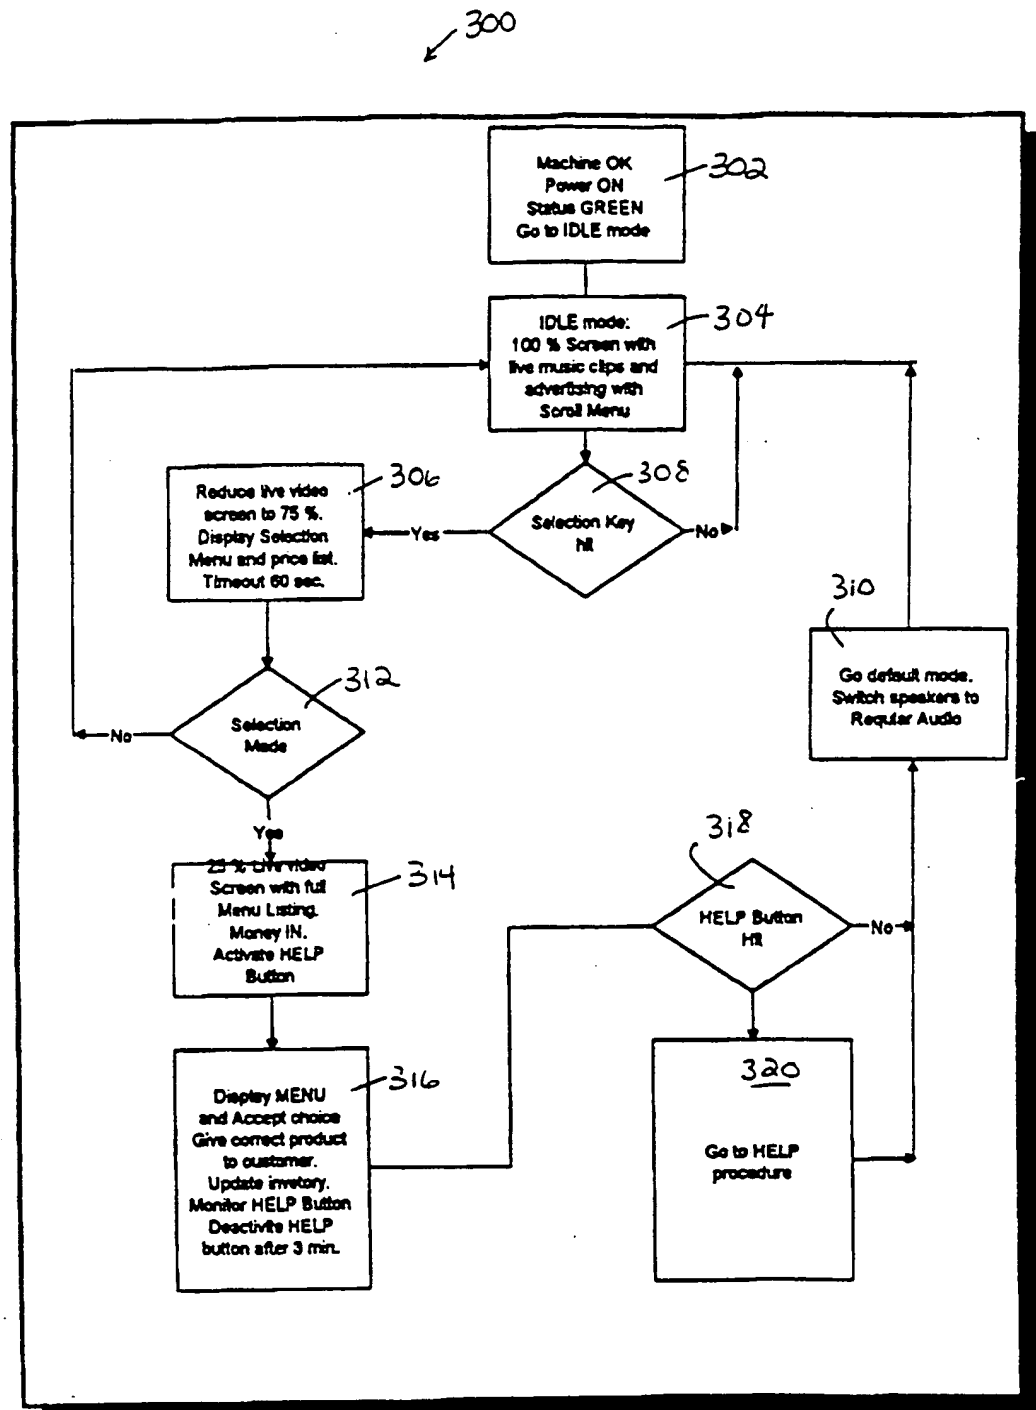 300
Machine OK
Power ON
Status GREEN
Go to IDLE mode
302
IDLE mode:
100 % Screen with
live music clips and
advertising with
Scroll Menu
304
Selection Key
hit
308
Yes
No
Reduce live video
screen to 75 %.
Display Selection
Menu and price list.
Timeout 60 sec.
306
Selection
Made
312
No
Yes
310
Go default mode.
Switch speakers to
Regular Audio
25 % Live video
Screen with full
Menu Listing.
Money IN.
Activate HELP
Button
314
318
HELP Button
Hit
No
Display MENU
and Accept choice
Give correct product
to customer.
Update invetory.
Monitor HELP Button
Deactivite HELP
button after 3 min.
316
320
Go to HELP
procedure